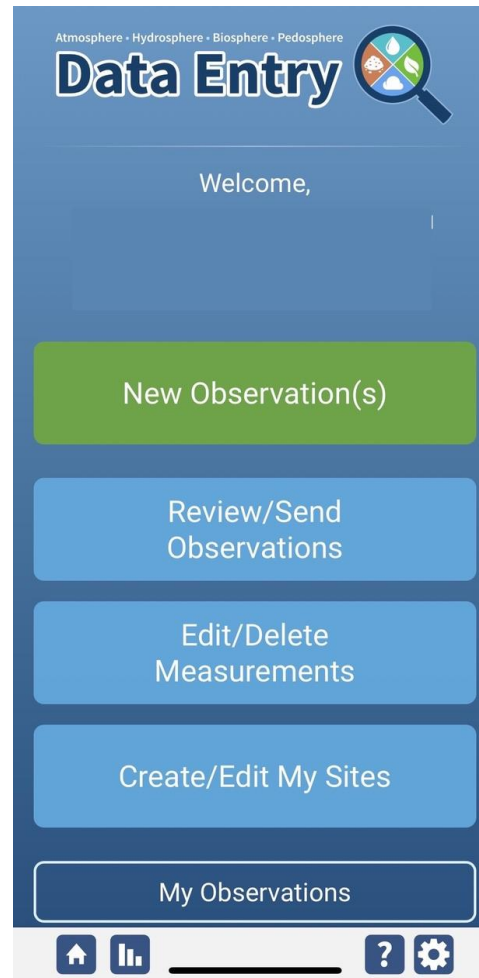 Atmosphere • Hydrosphere • Biosphere • Pedosphere
Data Entry
Welcome,
New Observation(s)
Review/Send
Observations
Edit/Delete
Measurements
Create/Edit My Sites
My Observations
?